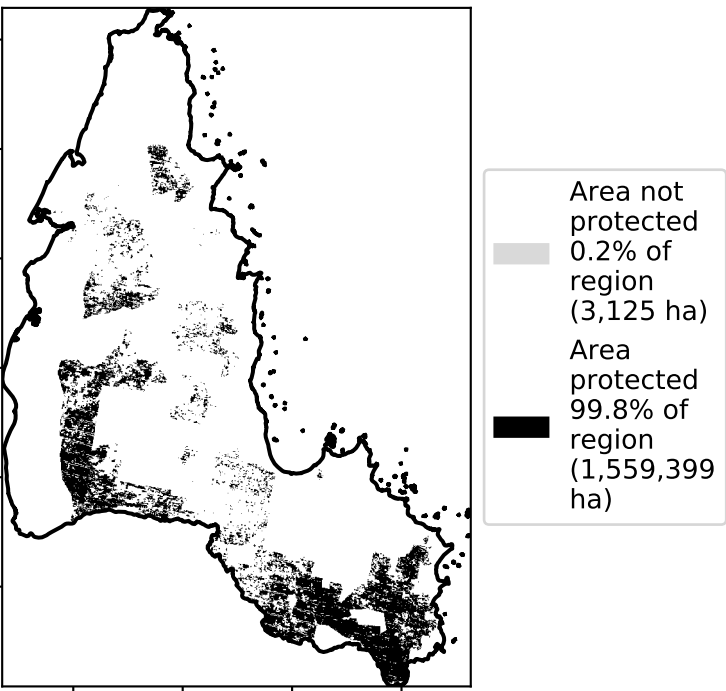 Area not
protected
0.2% of
region
(3,125 ha)
Area
protected
99.8% of
region
(1,559,399
ha)